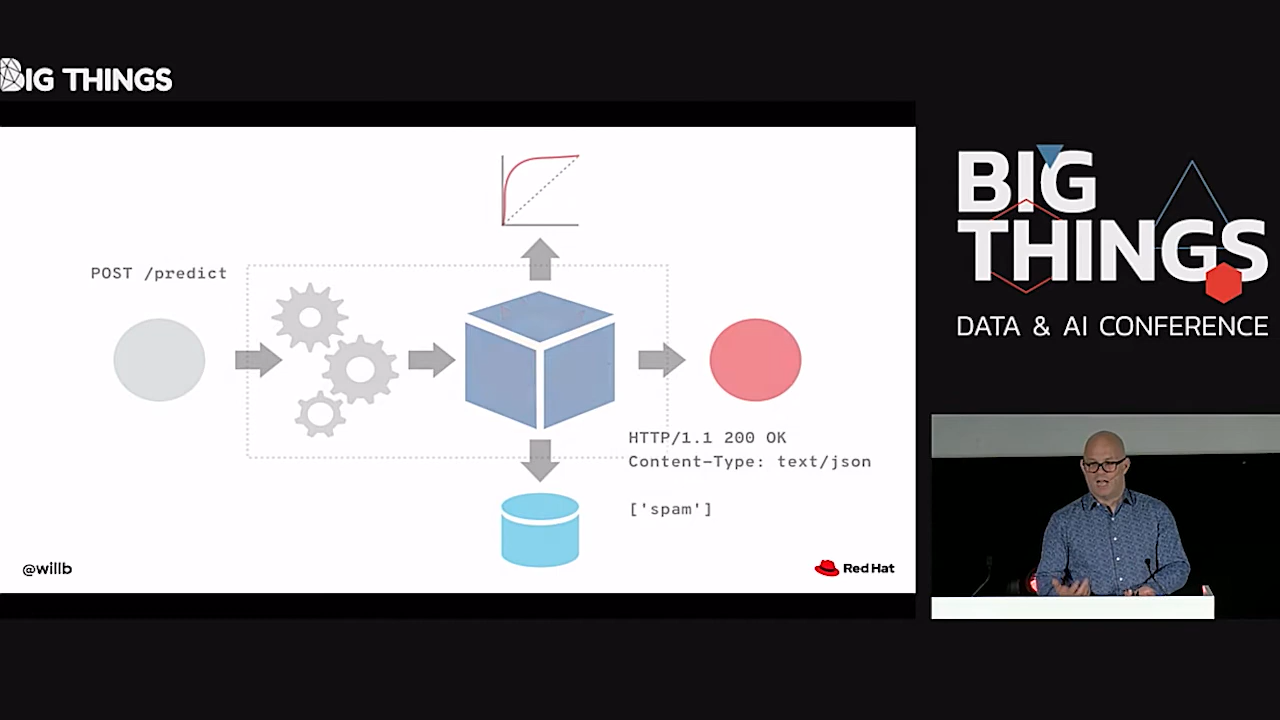 BIG THINGS
POST /predict
HTTP/1.1 200 OK
Content-Type: text/json
['spam']
@willb
Red Hat
BIG
THINGS
DATA & AI CONFERENCE